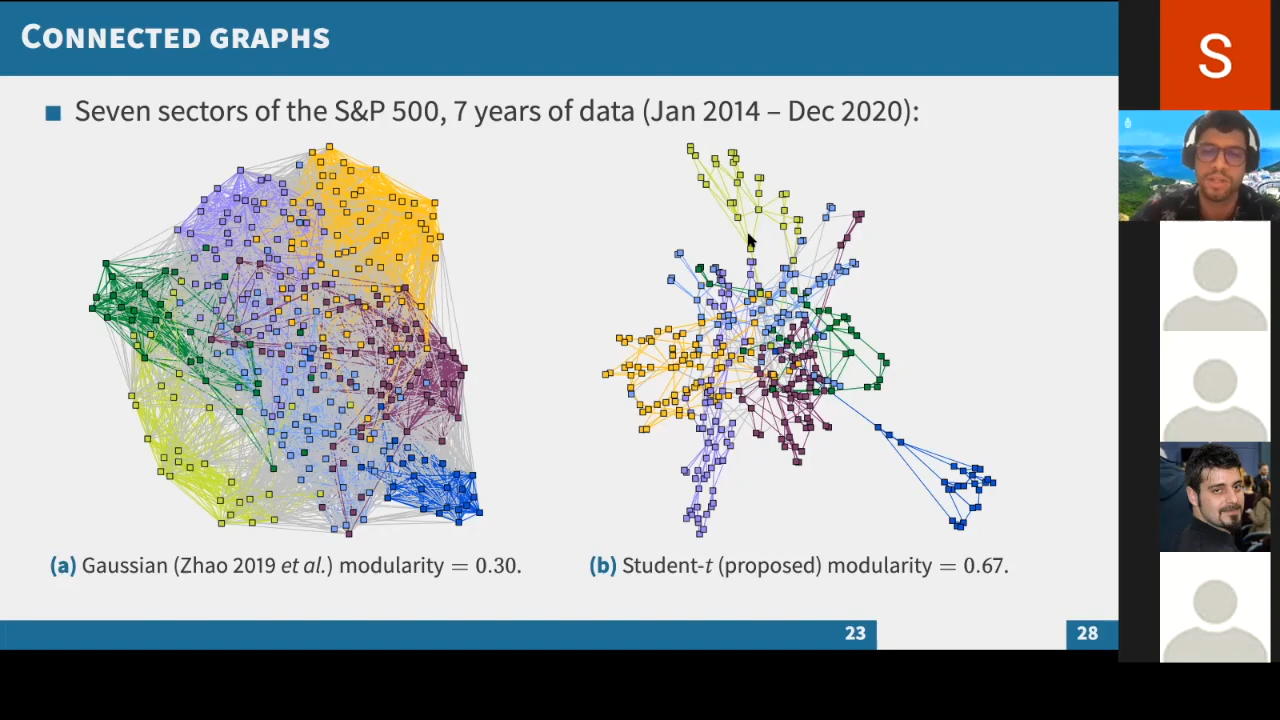 CONNECTED GRAPHS
S
■ Seven sectors of the S&P 500, 7 years of data (Jan 2014 – Dec 2020):
(a) Gaussian (Zhao 2019 et al.) modularity = 0.30.
(b) Student-t (proposed) modularity = 0.67.
23
28